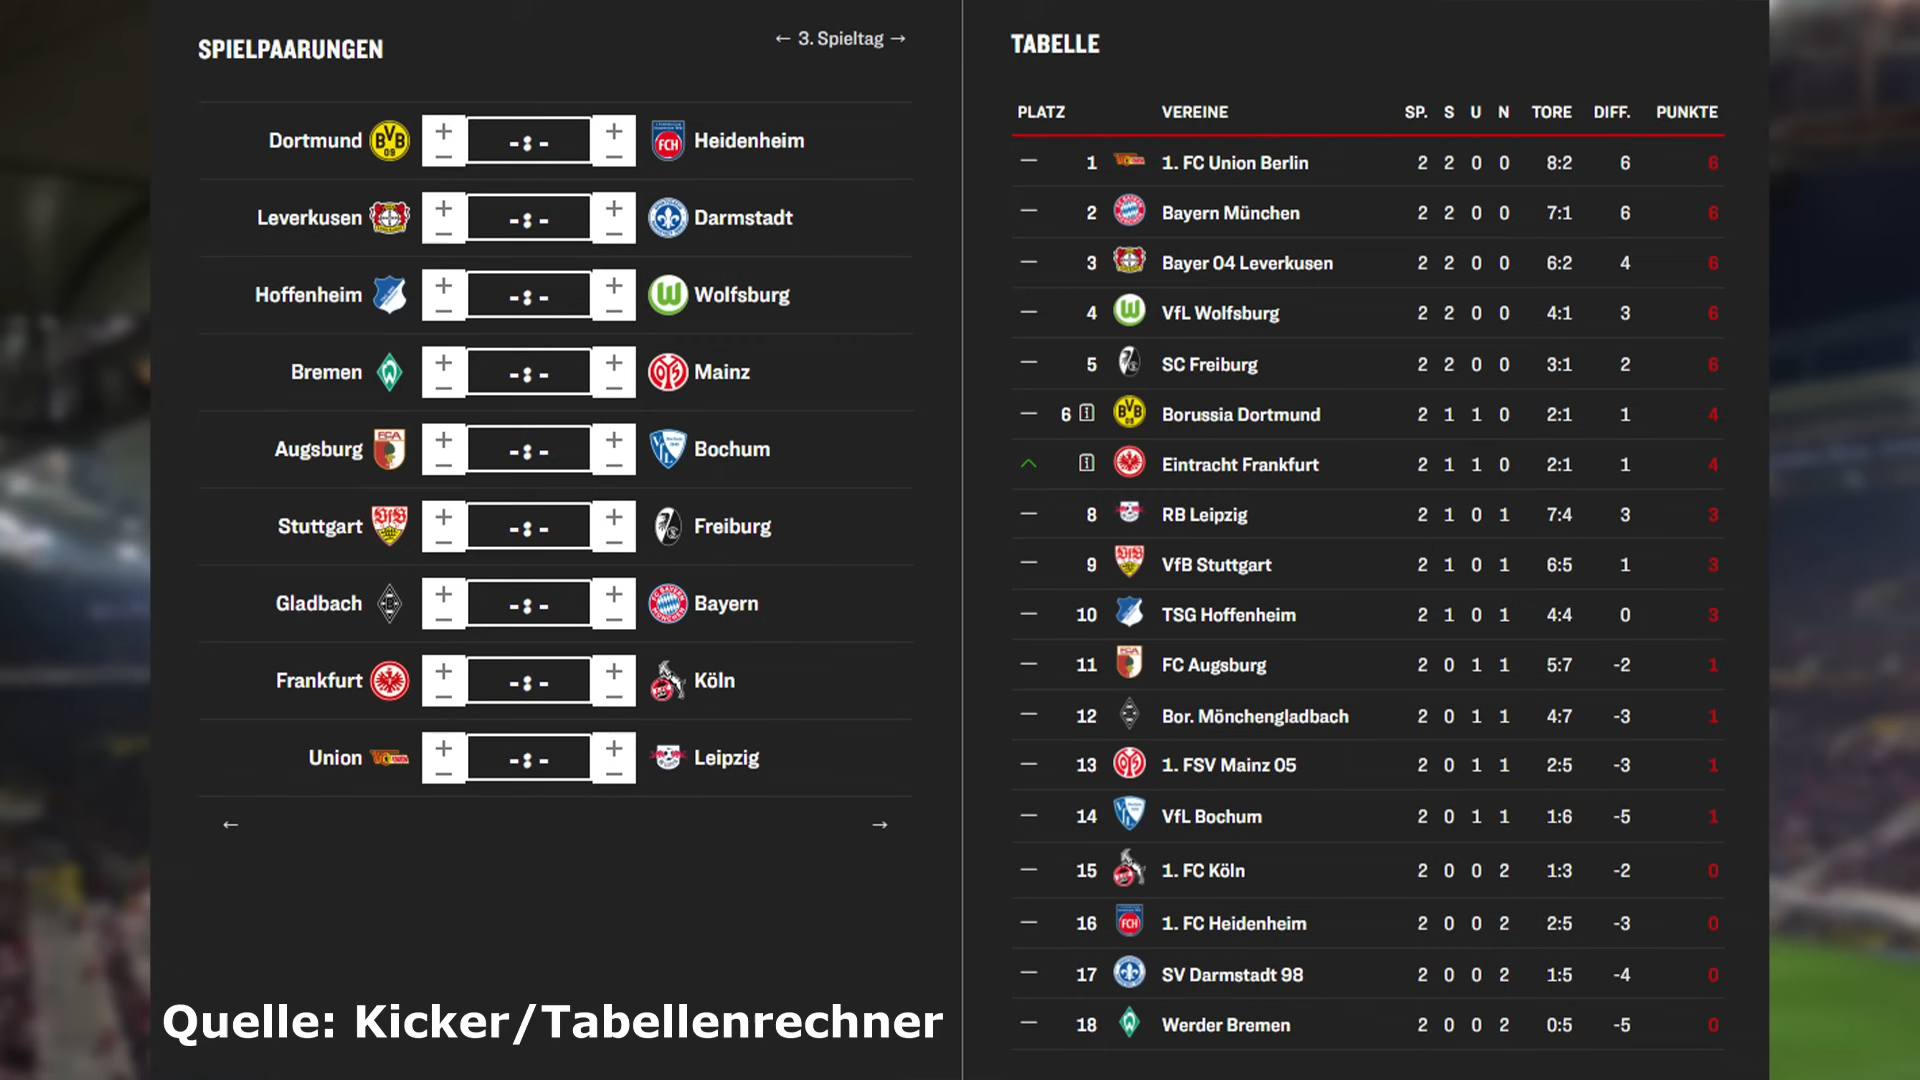 SPIELPAARUNGEN
← 3. Spieltag →
Dortmund - : - Heidenheim
Leverkusen - : - Darmstadt
Hoffenheim - : - Wolfsburg
Bremen - : - Mainz
Augsburg - : - Bochum
Stuttgart - : - Freiburg
Gladbach - : - Bayern
Frankfurt - : - Köln
Union - : - Leipzig
← →
Quelle: Kicker/Tabellenrechner
TABELLE
PLATZ VEREINE SP. S U N TORE DIFF. PUNKTE
1 1. FC Union Berlin 2 2 0 0 8:2 6 6
2 Bayern München 2 2 0 0 7:1 6 6
3 Bayer 04 Leverkusen 2 2 0 0 6:2 4 6
4 VfL Wolfsburg 2 2 0 0 4:1 3 6
5 SC Freiburg 2 2 0 0 3:1 2 6
6 Borussia Dortmund 2 1 1 0 2:1 1 4
Eintracht Frankfurt 2 1 1 0 2:1 1 4
8 RB Leipzig 2 1 0 1 7:4 3 3
9 VfB Stuttgart 2 1 0 1 6:5 1 3
10 TSG Hoffenheim 2 1 0 1 4:4 0 3
11 FC Augsburg 2 0 1 1 5:7 -2 1
12 Bor. Mönchengladbach 2 0 1 1 4:7 -3 1
13 1. FSV Mainz 05 2 0 1 1 2:5 -3 1
14 VfL Bochum 2 0 1 1 1:6 -5 1
15 1. FC Köln 2 0 0 2 1:3 -2 0
16 1. FC Heidenheim 2 0 0 2 2:5 -3 0
17 SV Darmstadt 98 2 0 0 2 1:5 -4 0
18 Werder Bremen 2 0 0 2 0:5 -5 0